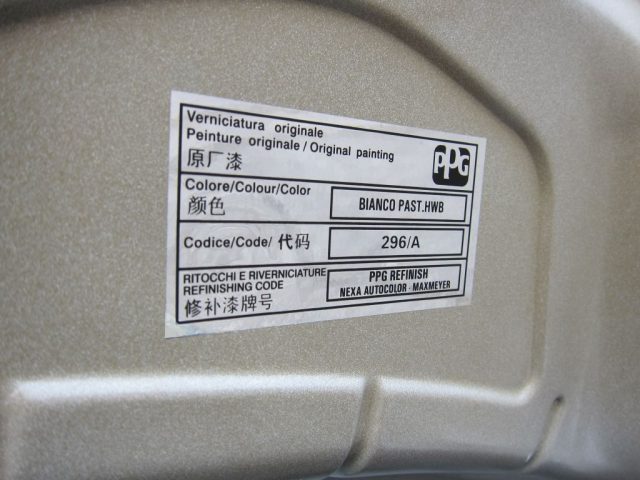 Verniciatura originale
Peinture originale / Original painting
原厂漆
PPG
Colore/Colour/Color
颜色
BIANCO PAST.HWB
Codice/Code/ 代码
296/A
RITOCCHI E RIVERNICIATURE
REFINISHING CODE
修补漆牌号
PPG REFINISH
NEXA AUTOCOLOR - MAXMEYER